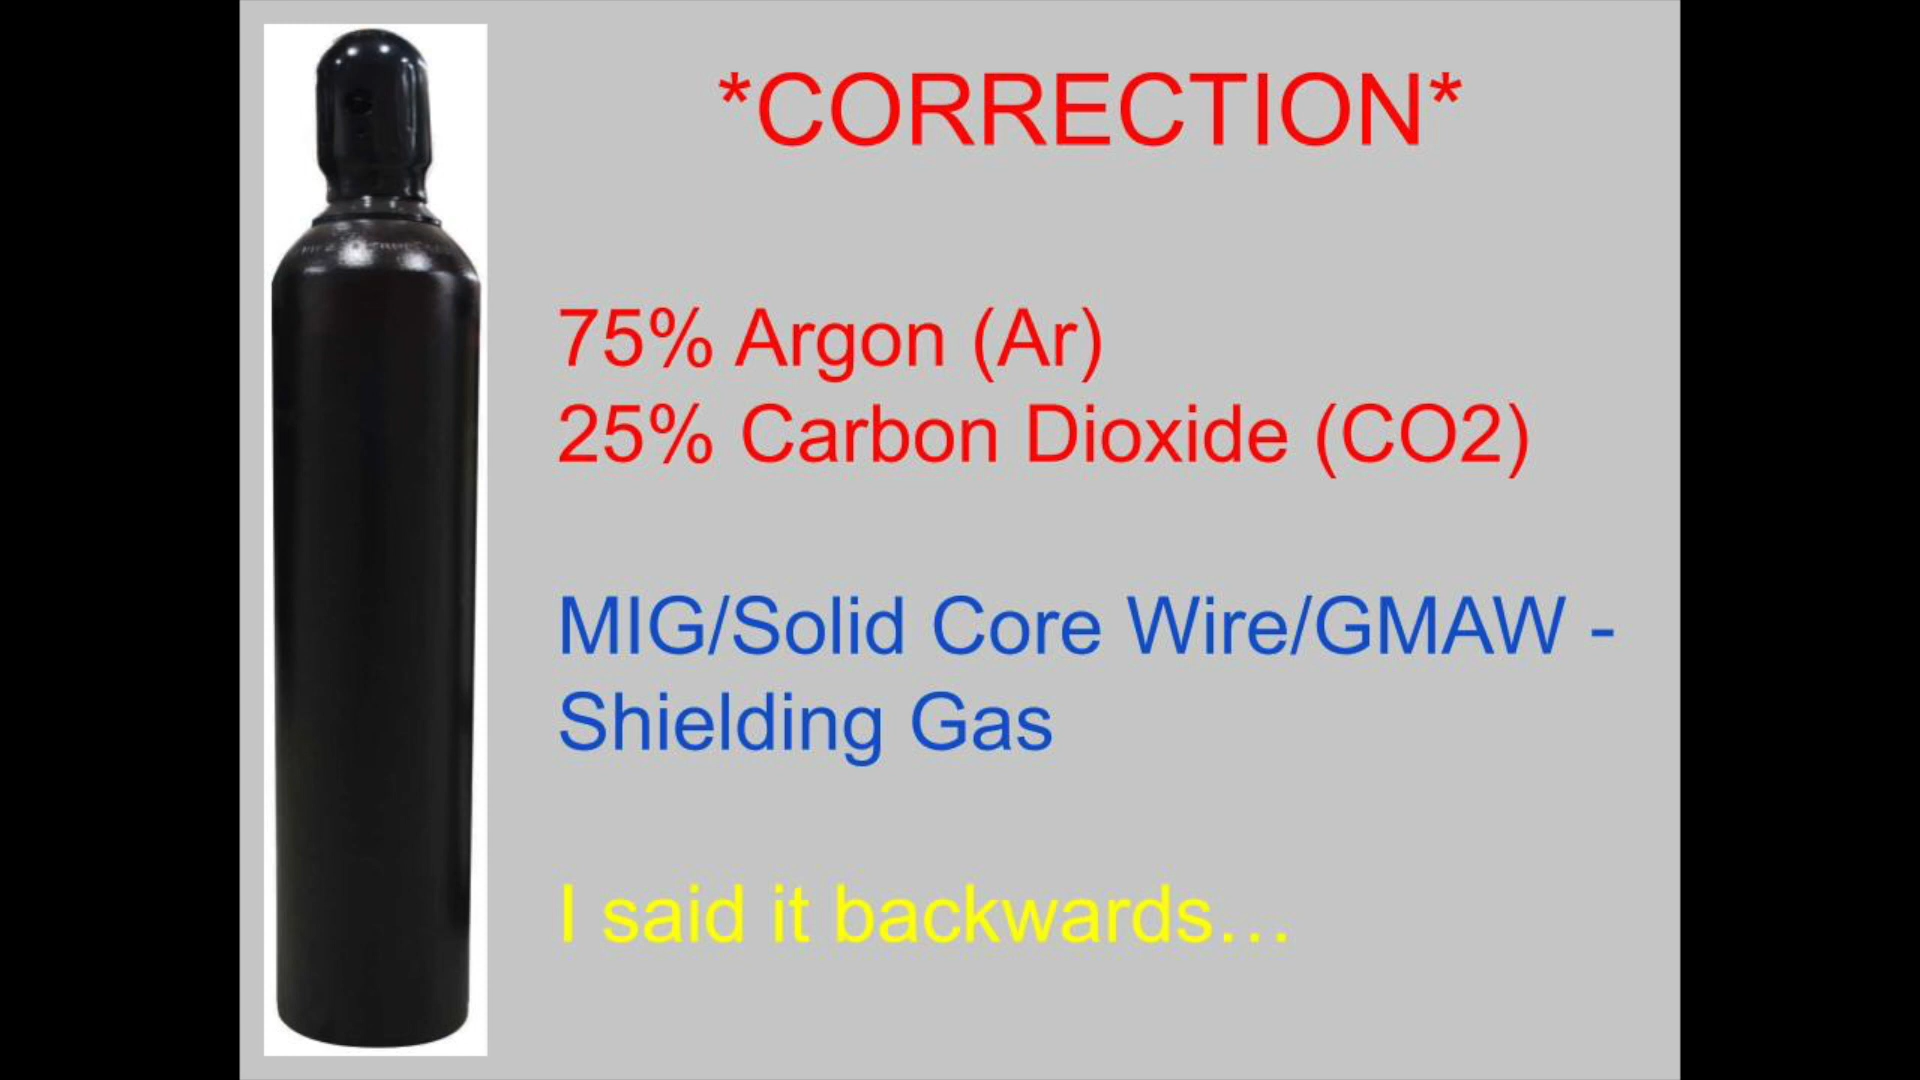 *CORRECTION*
75% Argon (Ar)
25% Carbon Dioxide (CO2)
MIG/Solid Core Wire/GMAW -
Shielding Gas
I said it backwards…